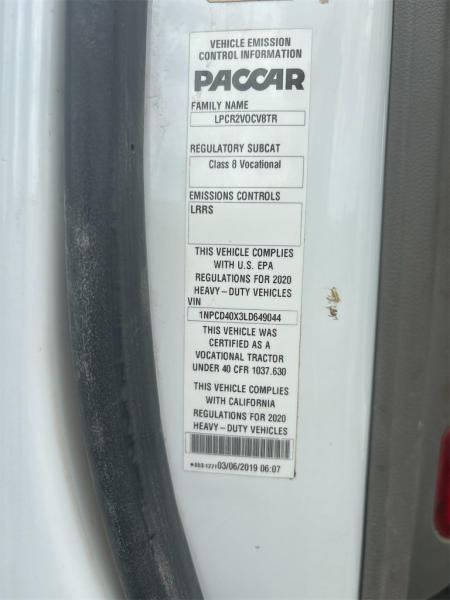 VEHICLE EMISSION
CONTROL INFORMATION
PACCAR
FAMILY NAME
LPCR2VOCV8TR
REGULATORY SUBCAT
Class 8 Vocational
EMISSIONS CONTROLS
LRRS
THIS VEHICLE COMPLIES
WITH U.S. EPA
REGULATIONS FOR 2020
HEAVY-DUTY VEHICLES
VIN
1NPCD40X3LD649044
THIS VEHICLE WAS
CERTIFIED AS A
VOCATIONAL TRACTOR
UNDER 40 CFR 1037.630
THIS VEHICLE COMPLIES
WITH CALIFORNIA
REGULATIONS FOR 2020
HEAVY-DUTY VEHICLES
03/06/2019 06:07